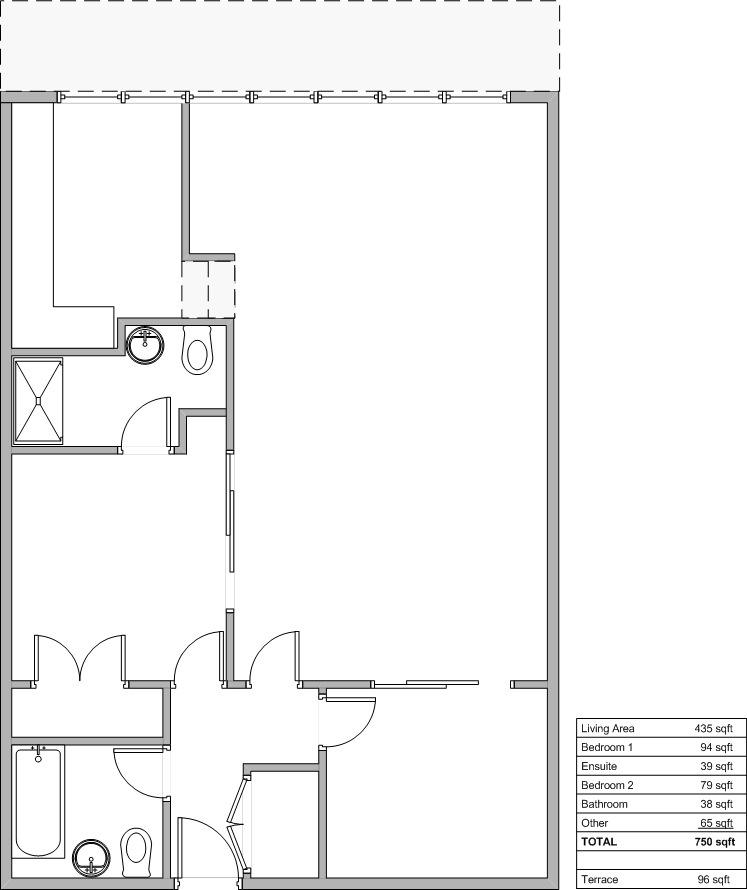 Living Area 435 sqft
Bedroom 1 94 sqft
Ensuite 39 sqft
Bedroom 2 79 sqft
Bathroom 38 sqft
Other 65 sqft
TOTAL 750 sqft
Terrace 96 sqft